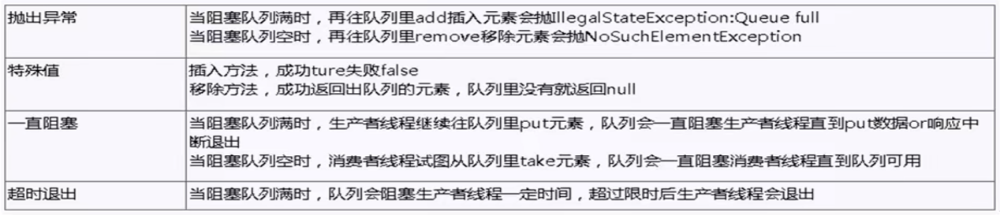 抛出异常
当阻塞队列满时，再往队列里add插入元素会抛IllegalStateException:Queue full
当阻塞队列空时，再往队列里remove移除元素会抛NoSuchElementException
特殊值
插入方法，成功ture失败false
移除方法，成功返回出队列的元素，队列里没有就返回null
一直阻塞
当阻塞队列满时，生产者线程继续往队列里put元素，队列会一直阻塞生产者线程直到put数据or响应中
断退出
当阻塞队列空时，消费者线程试图从队列里take元素，队列会一直阻塞消费者线程直到队列可用
超时退出
当阻塞队列满时，队列会阻塞生产者线程一定时间，超过限时后生产者线程会退出